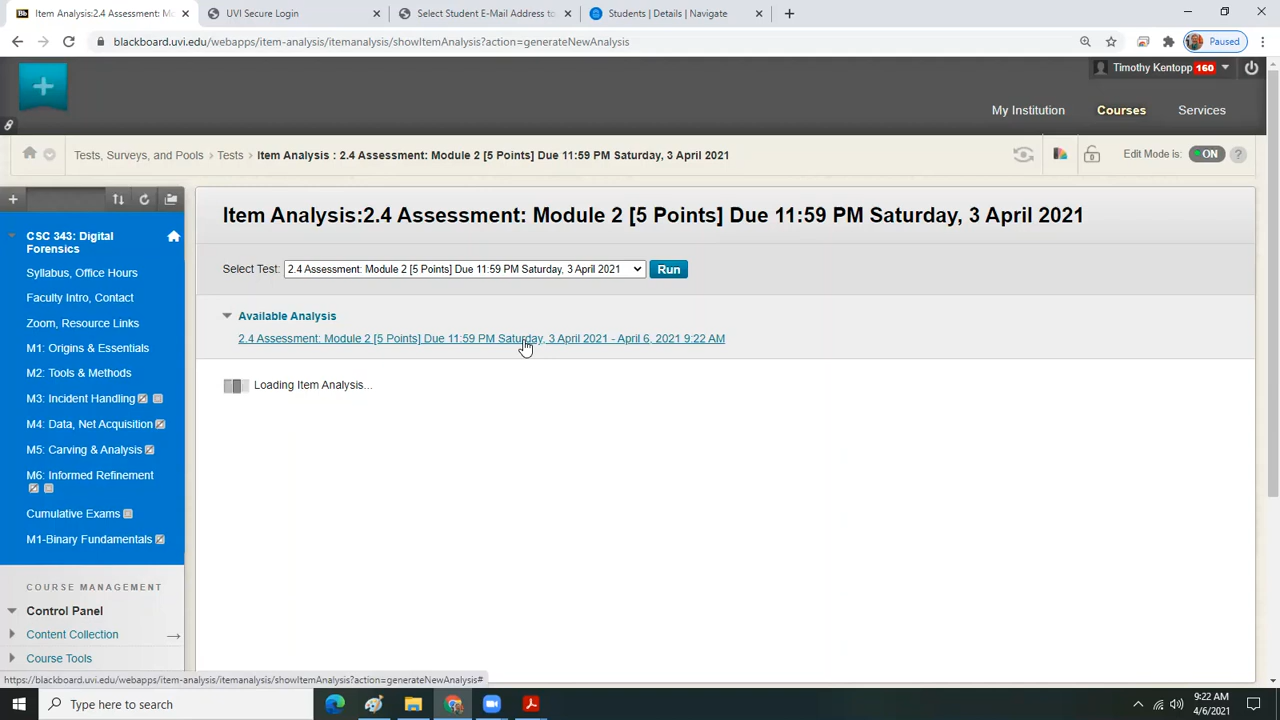 Item Analysis:2.4 Assessment: Mo
UVI Secure Login
Select Student E-Mail Address to
Students | Details | Navigate
blackboard.uvi.edu/webapps/item-analysis/itemanalysis/showItemAnalysis?action=generateNewAnalysis
Paused
Timothy Kentopp 160
My Institution
Courses
Services
Tests, Surveys, and Pools
Tests
Item Analysis : 2.4 Assessment: Module 2 [5 Points] Due 11:59 PM Saturday, 3 April 2021
Edit Mode is:
ON
?
CSC 343: Digital
Forensics
Syllabus, Office Hours
Faculty Intro, Contact
Zoom, Resource Links
M1: Origins & Essentials
M2: Tools & Methods
M3: Incident Handling
M4: Data, Net Acquisition
M5: Carving & Analysis
M6: Informed Refinement
Cumulative Exams
M1-Binary Fundamentals
COURSE MANAGEMENT
Control Panel
Content Collection
Course Tools
Item Analysis:2.4 Assessment: Module 2 [5 Points] Due 11:59 PM Saturday, 3 April 2021
Select Test:
2.4 Assessment: Module 2 [5 Points] Due 11:59 PM Saturday, 3 April 2021
Run
Available Analysis
2.4 Assessment: Module 2 [5 Points] Due 11:59 PM Saturday, 3 April 2021 - April 6, 2021 9:22 AM
Loading Item Analysis...
https://blackboard.uvi.edu/webapps/item-analysis/itemanalysis/showItemAnalysis?action=generateNewAnalysis#
Type here to search
9:22 AM
4/6/2021